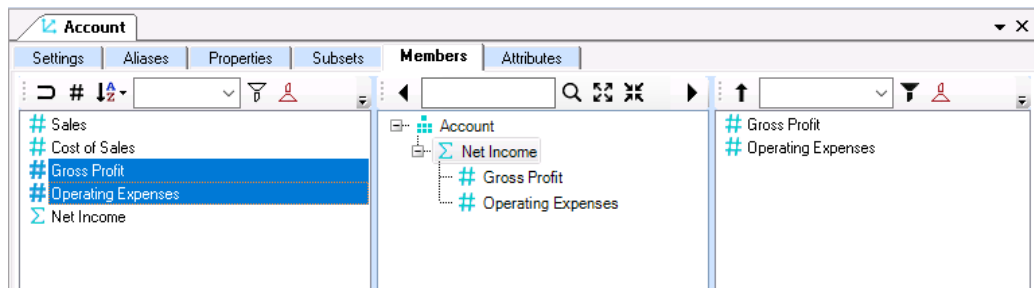 Account
Settings Aliases Properties Subsets Members Attributes
Sales
Cost of Sales
Gross Profit
Operating Expenses
Net Income
Account
Net Income
Gross Profit
Operating Expenses
Gross Profit
Operating Expenses